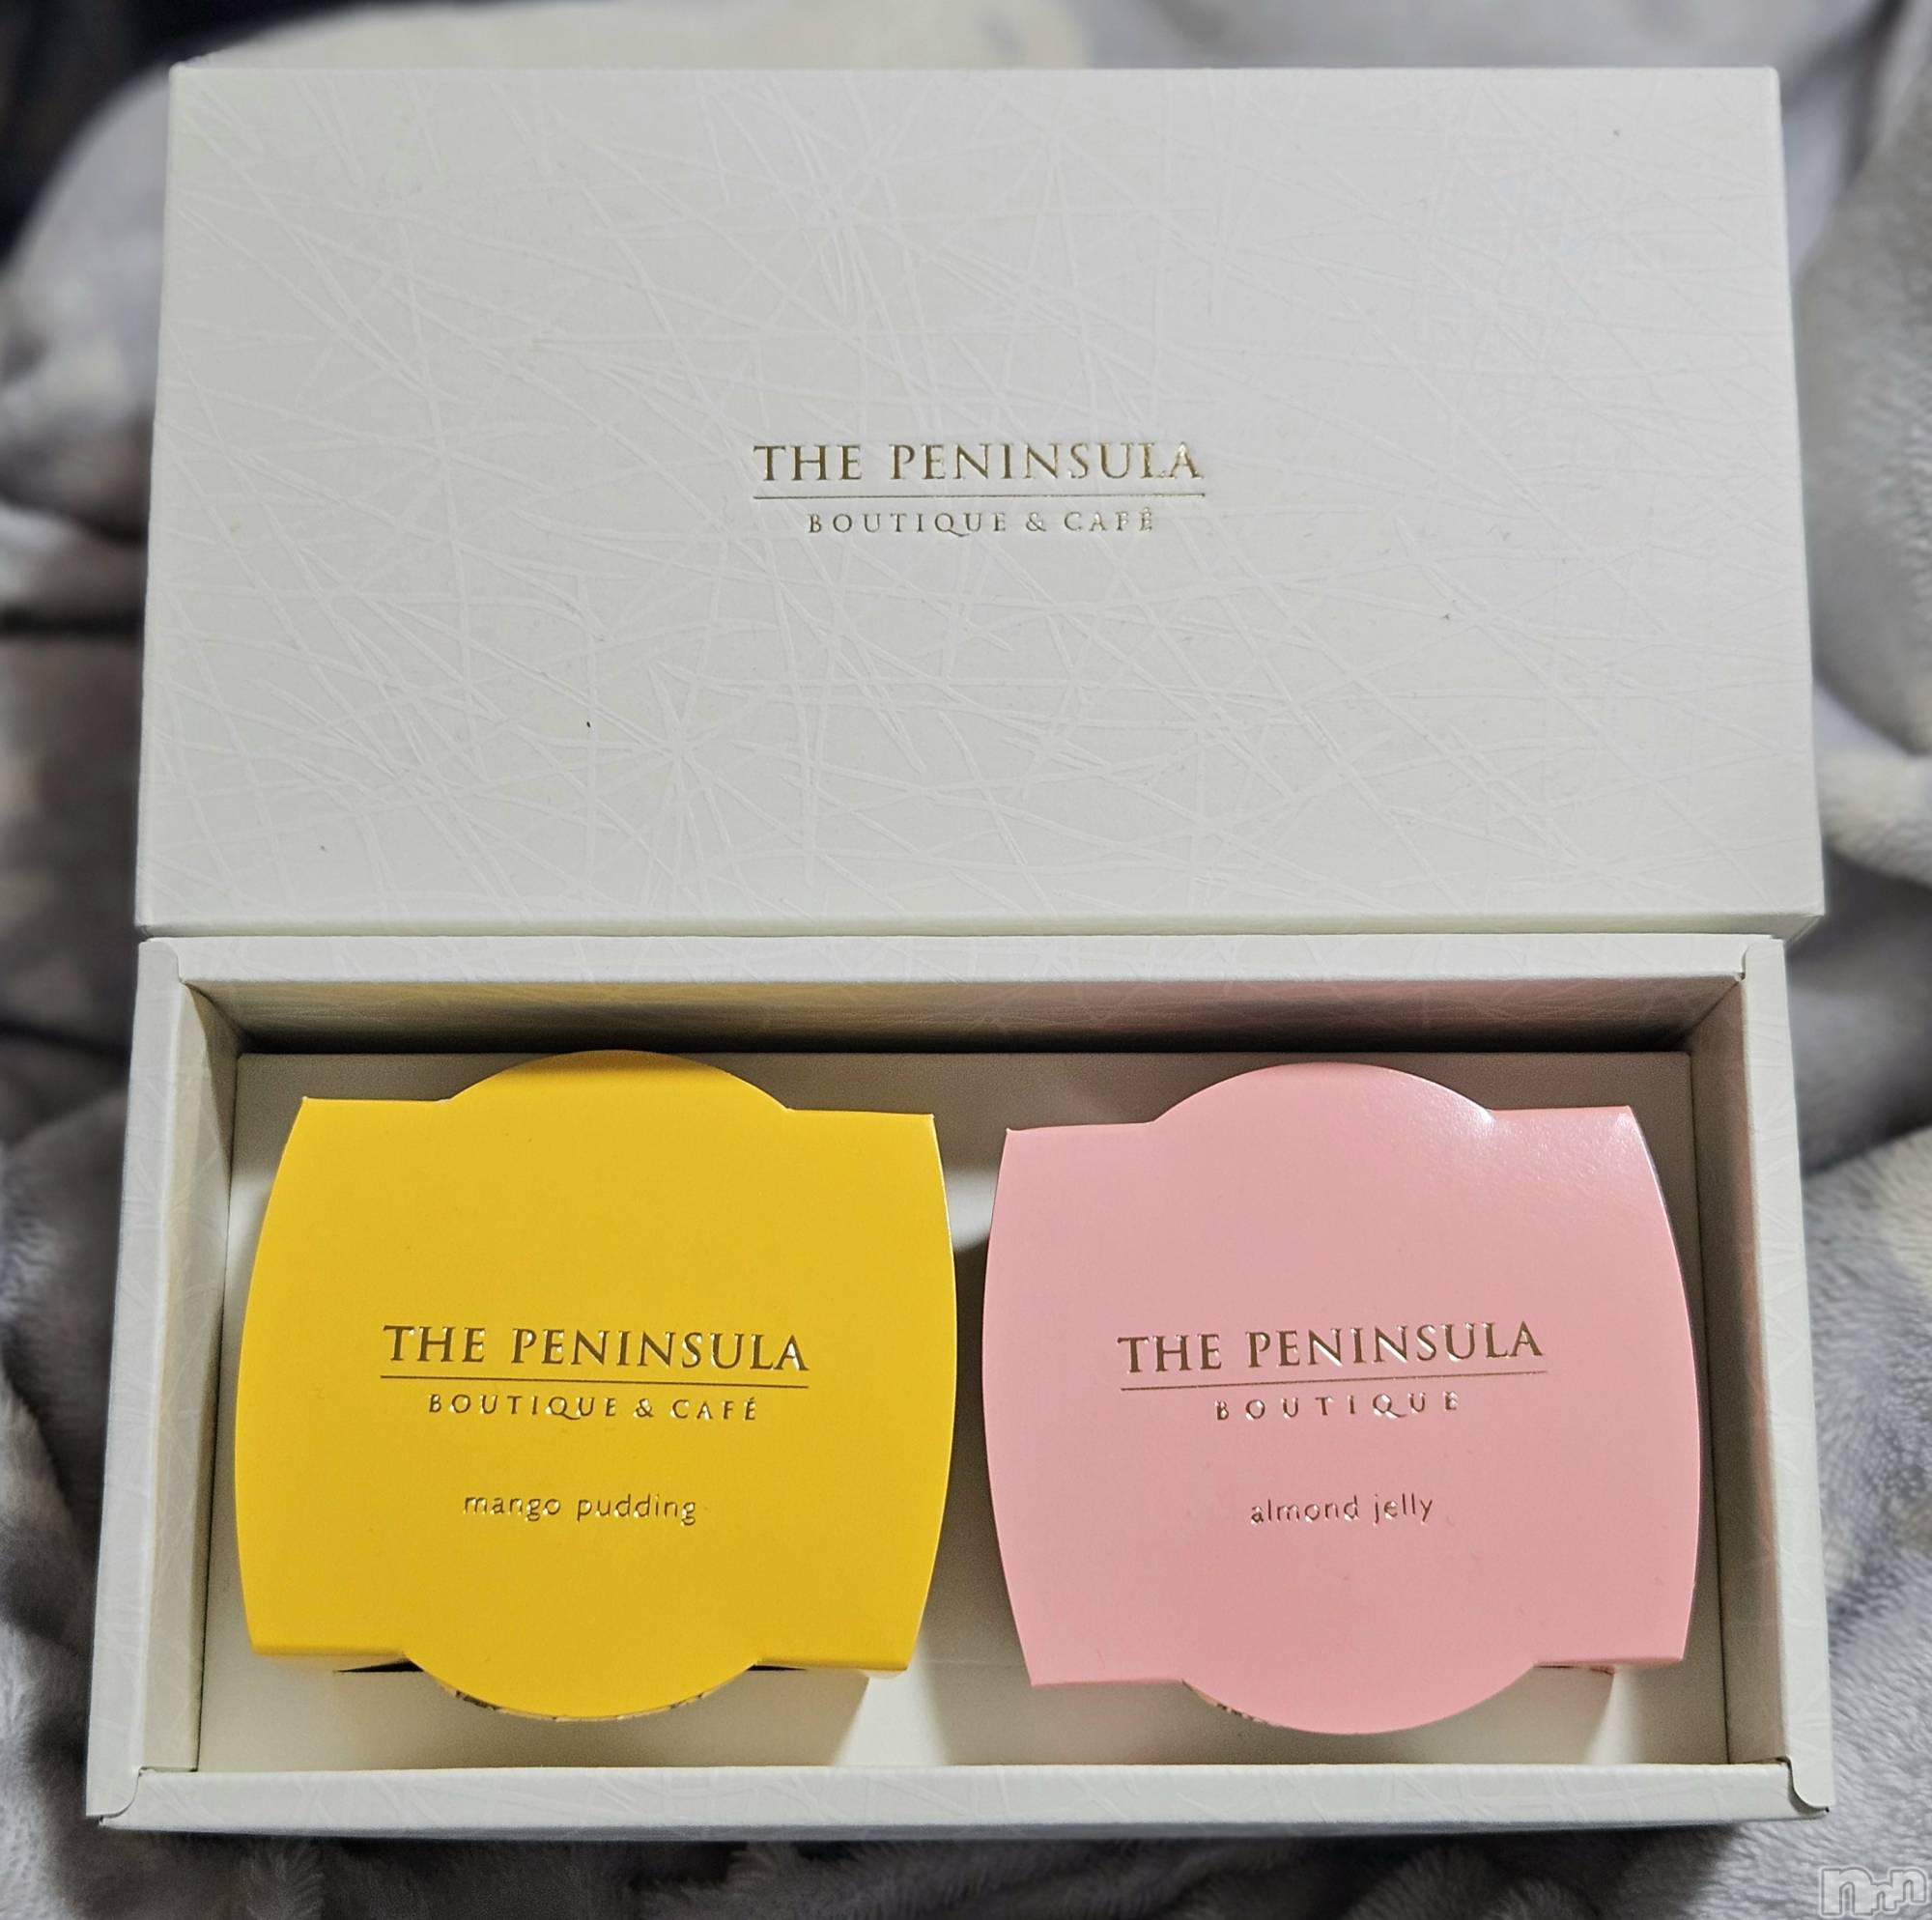 THE PENINSULA
BOUTIQUE & CAFÉ
THE PENINSULA
BOUTIQUE & CAFÉ
mango pudding
THE PENINSULA
BOUTIQUE
almond jelly